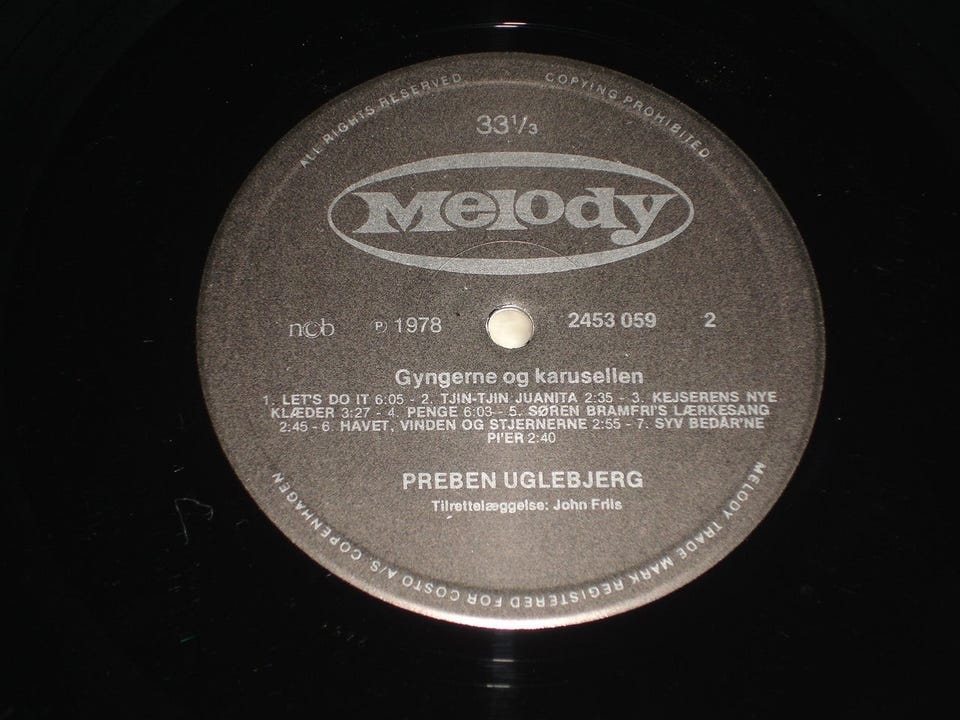 ALL RIGHTS RESERVED
COPYING PROHIBITED
33⅓
Melody
n©b ℗ 1978 2453 059 2
Gyngerne og karusellen
1. LET'S DO IT 6:05 - 2. TJIN-TJIN JUANITA 2:35 - 3. KEJSERENS NYE
KLÆDER 3:27 - 4. PENGE 6:03 - 5. SØREN BRAMFRI'S LÆRKESANG
2:45 - 6. HAVET, VINDEN OG STJERNERNE 2:55 - 7. SYV BEDÅR'NE
PI'ER 2:40
PREBEN UGLEBJERG
Tilrettelæggelse: John Friis
MELODY TRADE MARK REGISTERED FOR COSTO A/S. COPENHAGEN